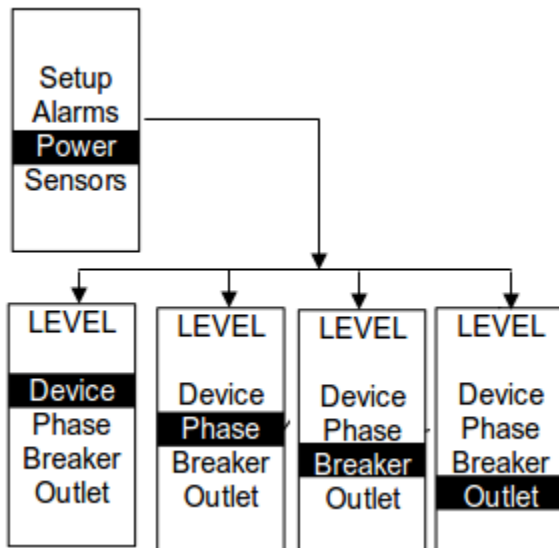 Setup
Alarms
Power
Sensors
LEVEL
Device
Phase
Breaker
Outlet
LEVEL
Device
Phase
Breaker
Outlet
LEVEL
Device
Phase
Breaker
Outlet
LEVEL
Device
Phase
Breaker
Outlet